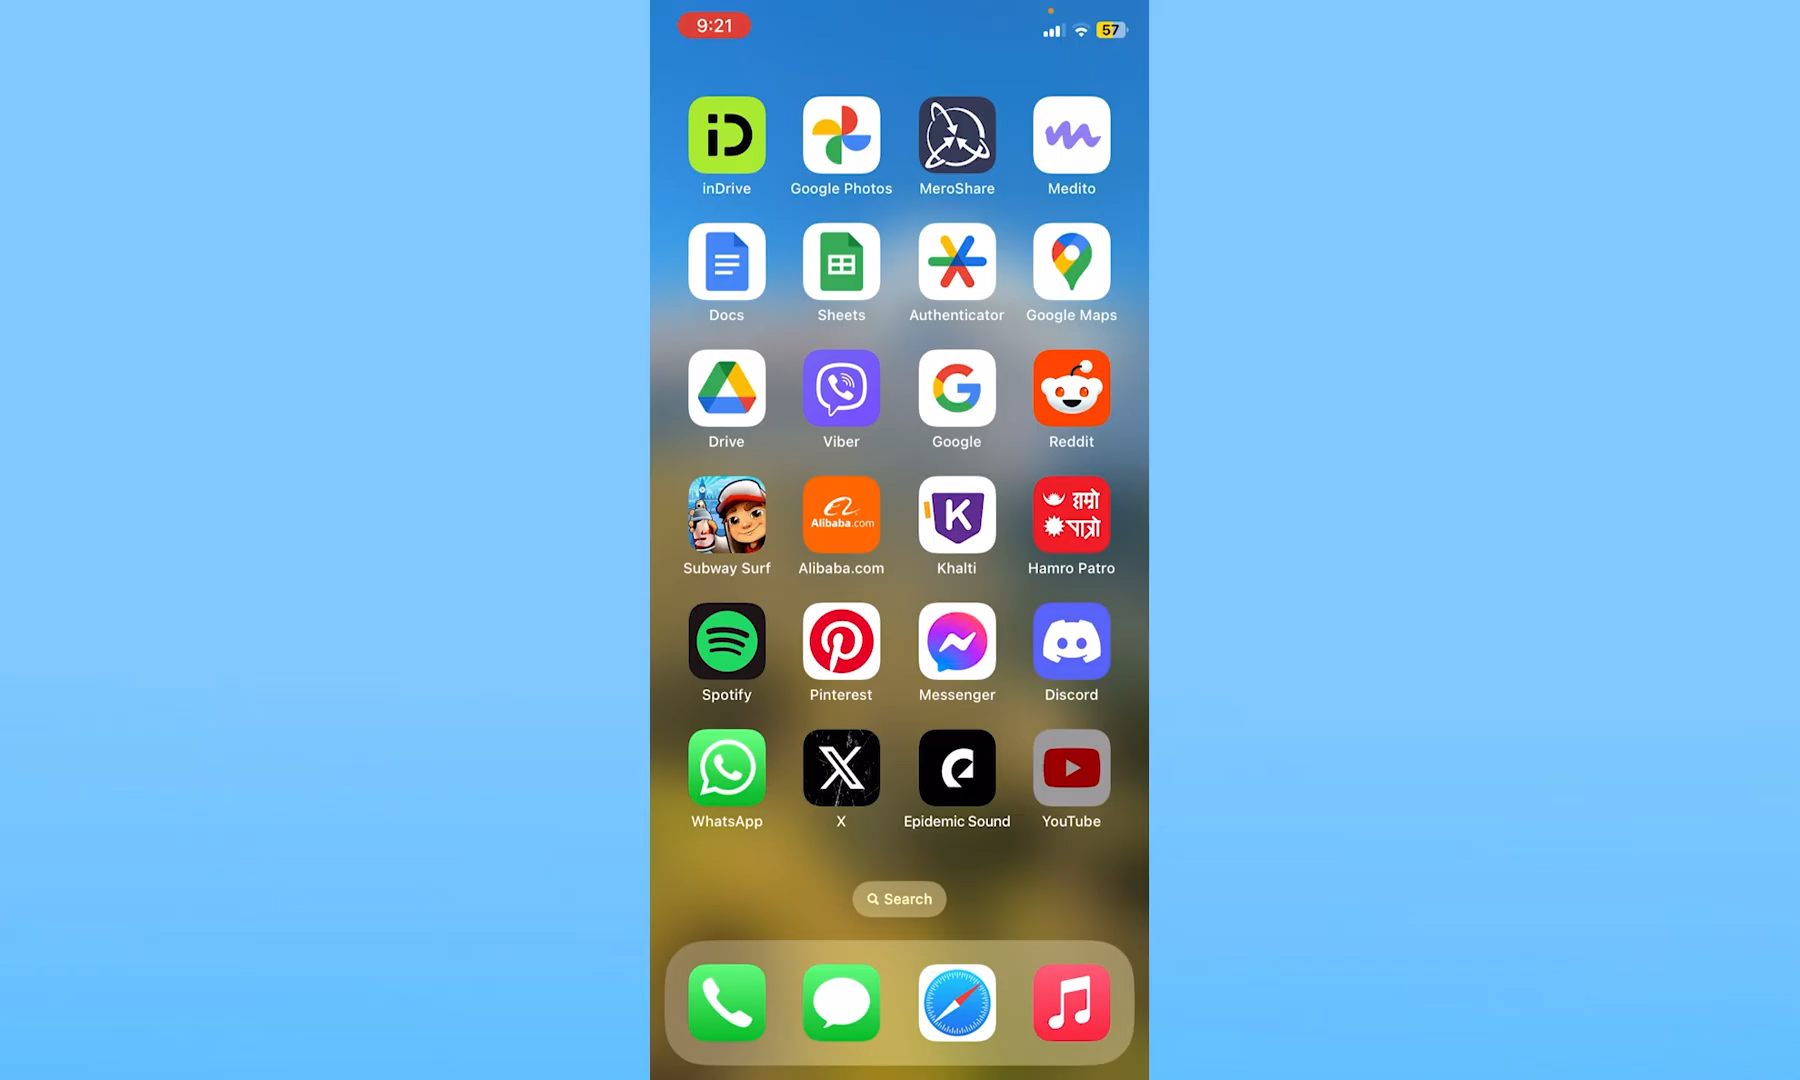 9:21
57
iD
inDrive
Google Photos
MeroShare
Medito
Docs
Sheets
Authenticator
Google Maps
Drive
Viber
Google
Reddit
Alibaba.com
K
हाम्रो
पात्रो
Subway Surf
Alibaba.com
Khalti
Hamro Patro
Spotify
Pinterest
Messenger
Discord
WhatsApp
X
Epidemic Sound
YouTube
Search